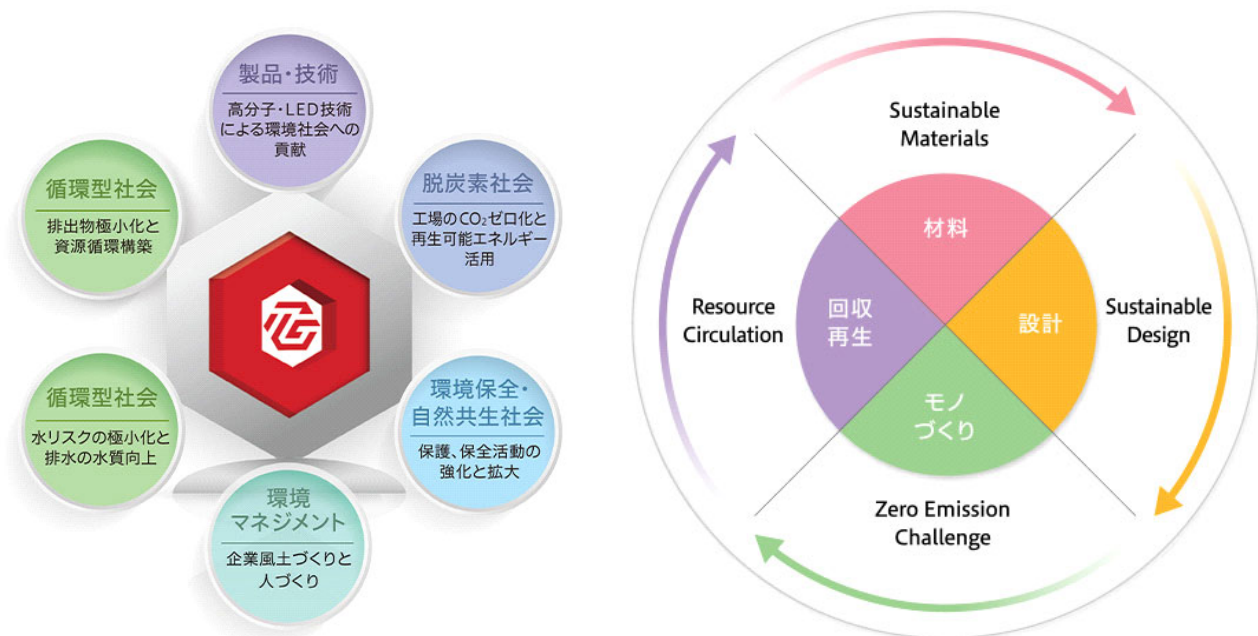 製品・技術
高分子・LED技術
による環境社会への
貢献
循環型社会
排出物極小化と
資源循環構築
脱炭素社会
工場のCO₂ゼロ化と
再生可能エネルギー
活用
TG
循環型社会
水リスクの極小化と
排水の水質向上
環境保全・
自然共生社会
保護、保全活動の
強化と拡大
環境
マネジメント
企業風土づくりと
人づくり
Sustainable
Materials
材料
Resource
Circulation
回収
再生
設計
Sustainable
Design
モノ
づくり
Zero Emission
Challenge